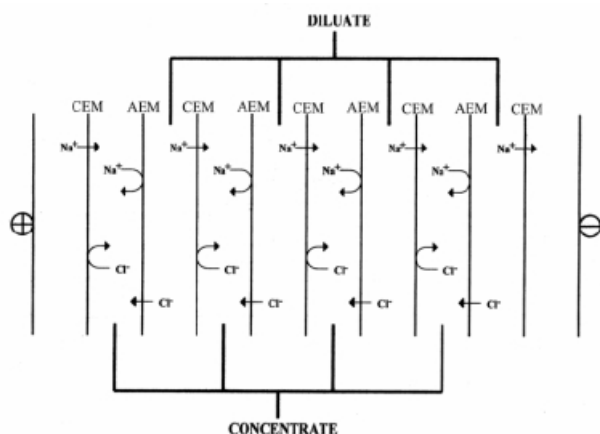 DILUATE
CEM AEM CEM AEM CEM AEM CEM AEM CEM
Na⁺ Na⁺ Na⁺ Na⁺ Na⁺
Na⁺ Na⁺ Na⁺ Na⁺
+ −
Cl⁻ Cl⁻ Cl⁻ Cl⁻
Cl⁻ Cl⁻ Cl⁻ Cl⁻
CONCENTRATE